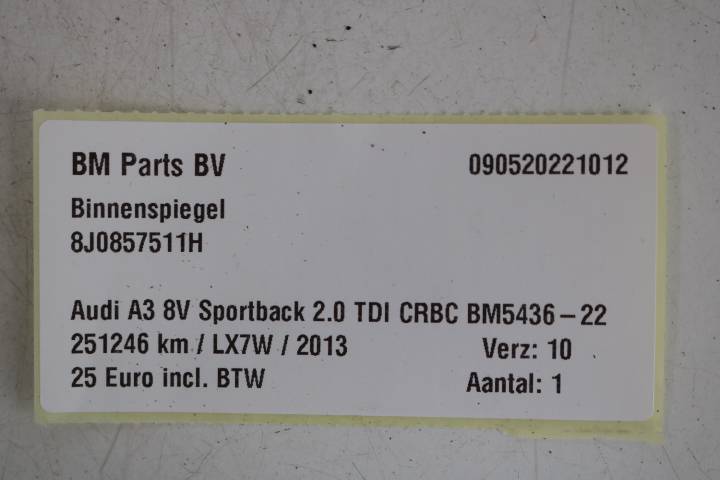 BM Parts BV 090520221012
Binnenspiegel
8J0857511H
Audi A3 8V Sportback 2.0 TDI CRBC BM5436-22
251246 km / LX7W / 2013 Verz: 10
25 Euro incl. BTW Aantal: 1